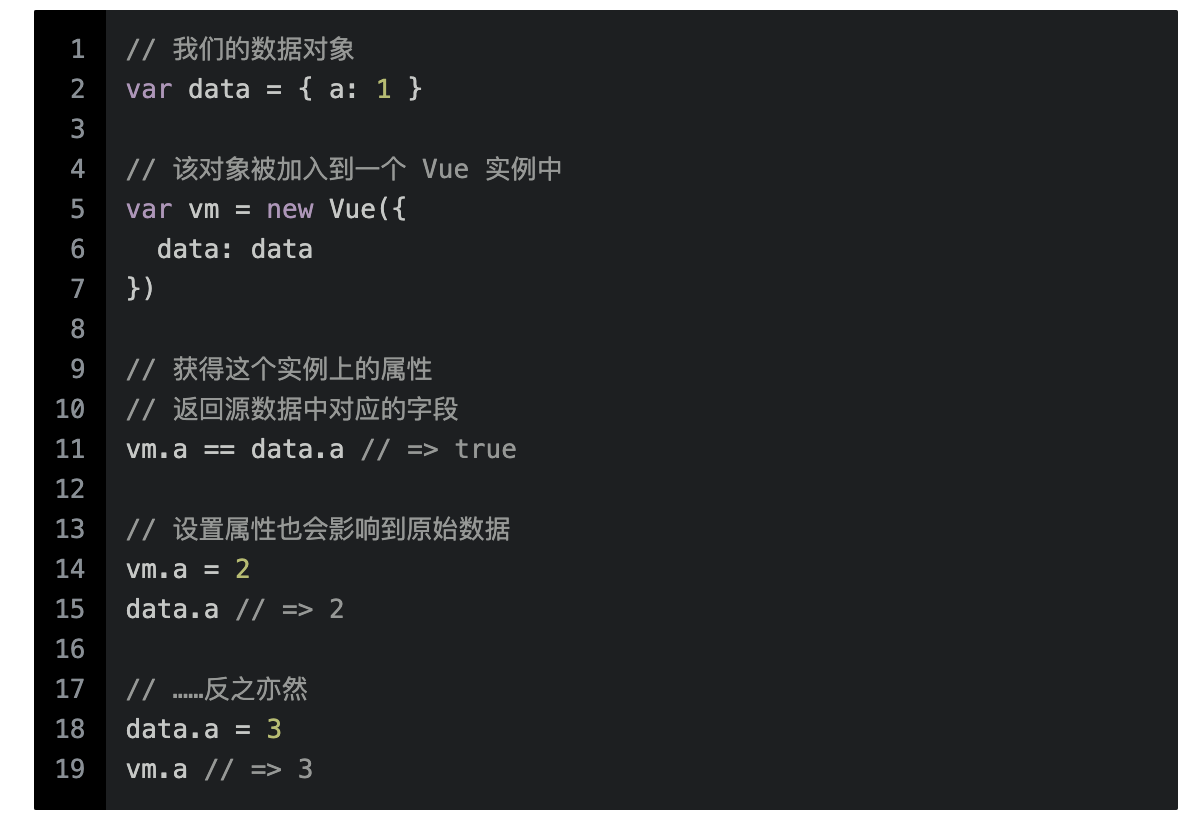 1 // 我们的数据对象
2 var data = { a: 1 }
3
4 // 该对象被加入到一个 Vue 实例中
5 var vm = new Vue({
6   data: data
7 })
8
9 // 获得这个实例上的属性
10 // 返回源数据中对应的字段
11 vm.a == data.a // => true
12
13 // 设置属性也会影响到原始数据
14 vm.a = 2
15 data.a // => 2
16
17 // ……反之亦然
18 data.a = 3
19 vm.a // => 3